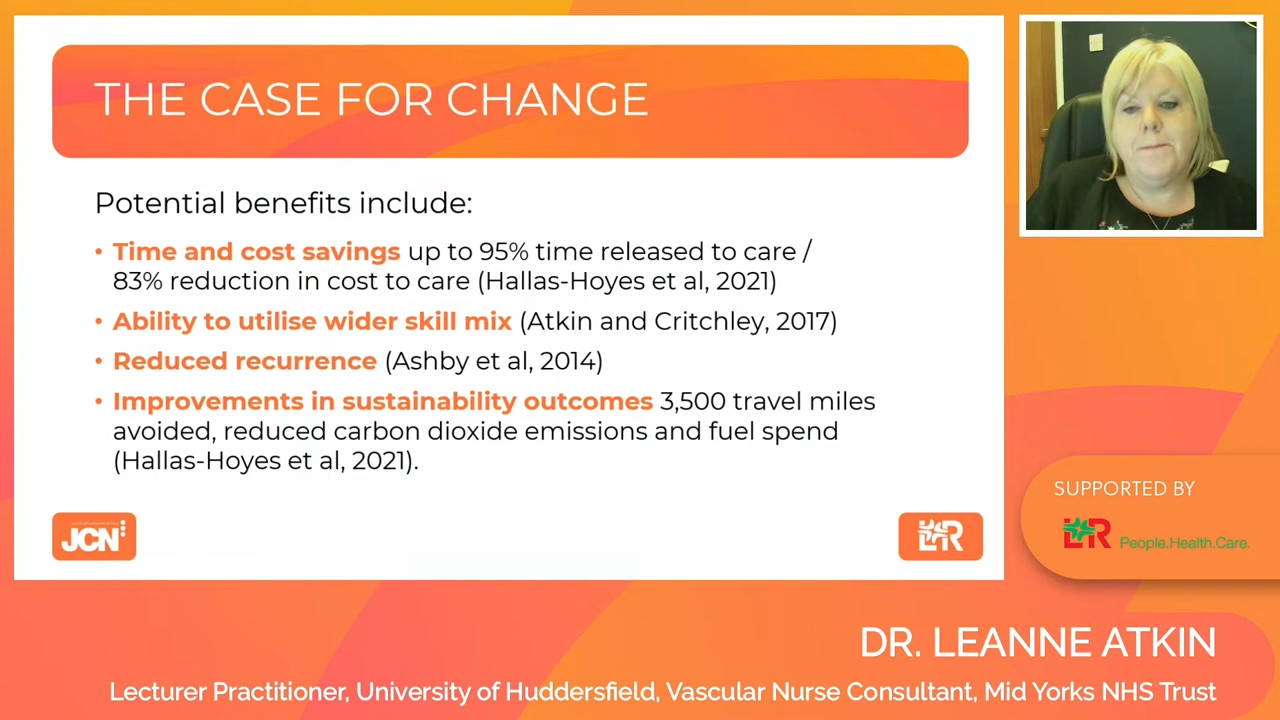 THE CASE FOR CHANGE
Potential benefits include:
• Time and cost savings up to 95% time released to care /
83% reduction in cost to care (Hallas-Hoyes et al, 2021)
• Ability to utilise wider skill mix (Atkin and Critchley, 2017)
• Reduced recurrence (Ashby et al, 2014)
• Improvements in sustainability outcomes 3,500 travel miles
avoided, reduced carbon dioxide emissions and fuel spend
(Hallas-Hoyes et al, 2021).
JCN
L&R
SUPPORTED BY
L&R People.Health.Care.
DR. LEANNE ATKIN
Lecturer Practitioner, University of Huddersfield, Vascular Nurse Consultant, Mid Yorks NHS Trust